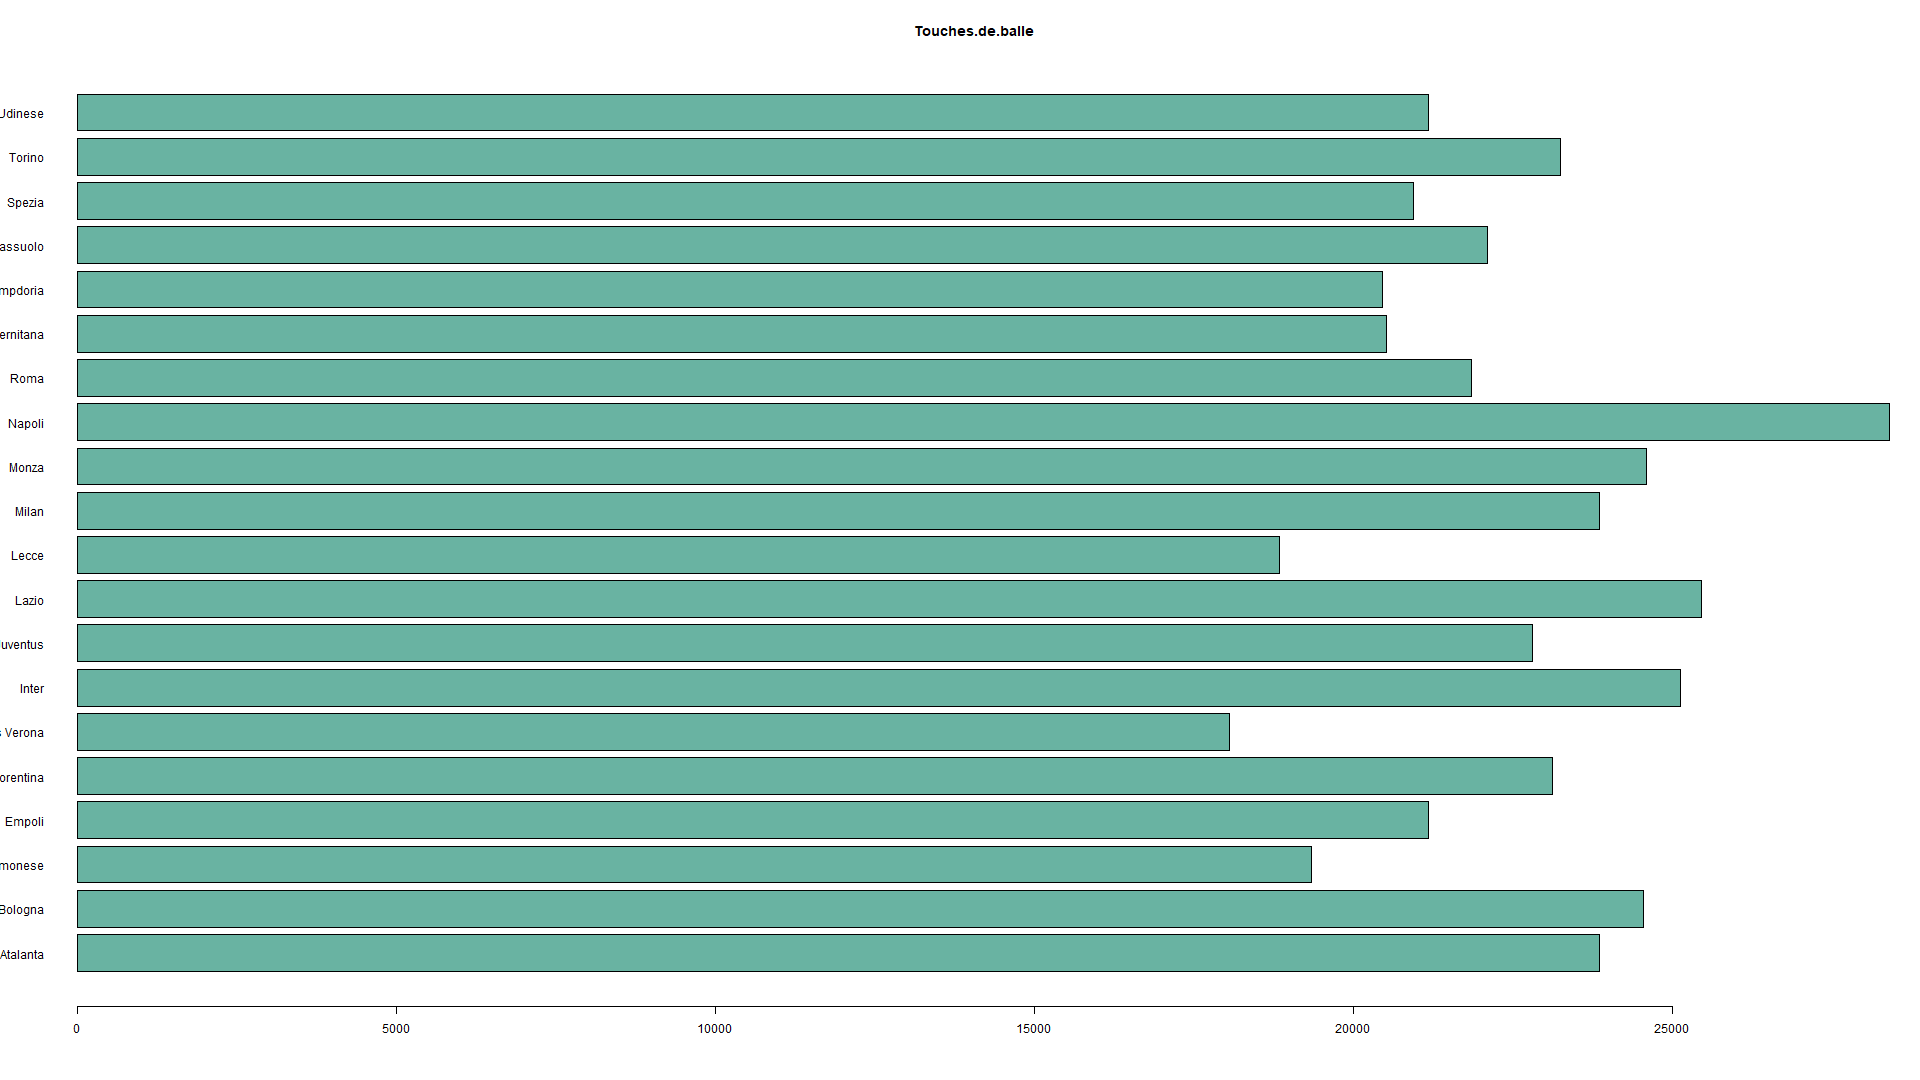 Touches.de.balle
Udinese
Torino
Spezia
assuolo
mpdoria
ernitana
Roma
Napoli
Monza
Milan
Lecce
Lazio
Juventus
Inter
s Verona
orentina
Empoli
monese
Bologna
Atalanta
0 5000 10000 15000 20000 25000